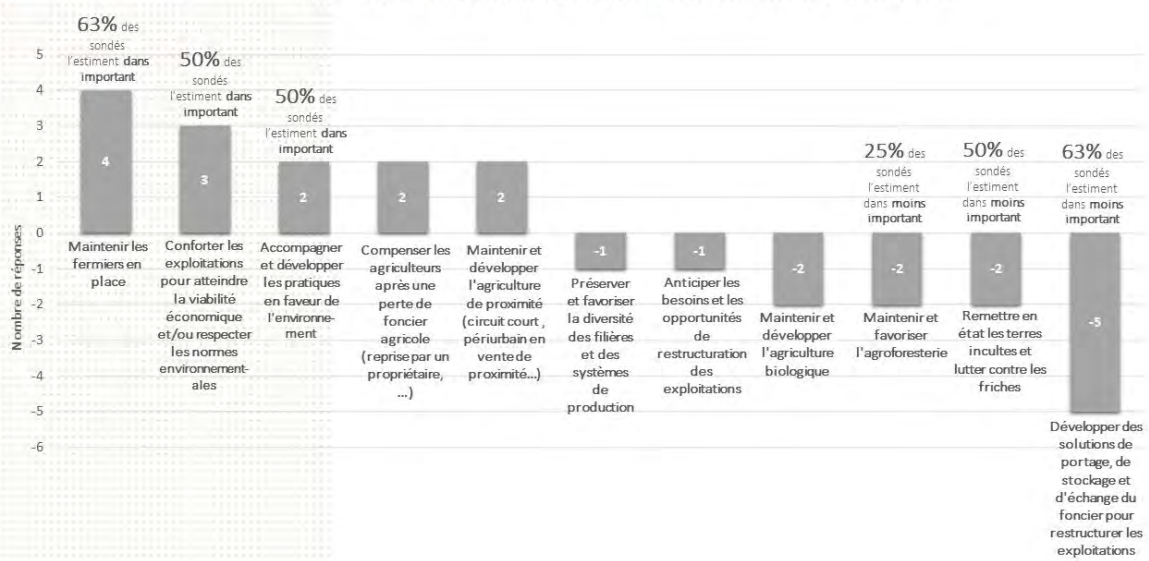 63% des
sondés
l'estiment dans
important
50% des
sondés
l'estiment dans
important
50% des
sondés
l'estiment dans
important
25% des
sondés
l'estiment
dans moins
important
50% des
sondés
l'estiment
dans moins
important
63% des
sondés
l'estiment
dans moins
important
Nombre de réponses
5
4
3
2
1
0
-1
-2
-3
-4
-5
-6
4
3
2
2
2
-1
-1
-2
-2
-2
-5
Maintenir les
fermiers en
place
Conforter les
exploitations
pour atteindre
la viabilité
économique
et/ou respecter
les normes
environnement-
ales
Accompagner
et développer
les pratiques
en faveur de
l'environne-
ment
Compenser les
agriculteurs
après une
perte de
foncier
agricole
(reprise par un
propriétaire,
...)
Maintenir et
développer
l'agriculture
de proximité
(circuit court,
périurbain en
vente de
proximité...)
Préserver
et favoriser
la diversité
des filières
et des
systèmes
de
production
Anticiper les
besoins et les
opportunités
de
restructuration
des
exploitations
Maintenir et
développer
l'agriculture
biologique
Maintenir et
favoriser
l'agroforesterie
Remettre en
état les terres
incultes et
lutter contre les
friches
Développer des
solutions de
portage, de
stockage et
d'échange du
foncier pour
restructurer les
exploitations